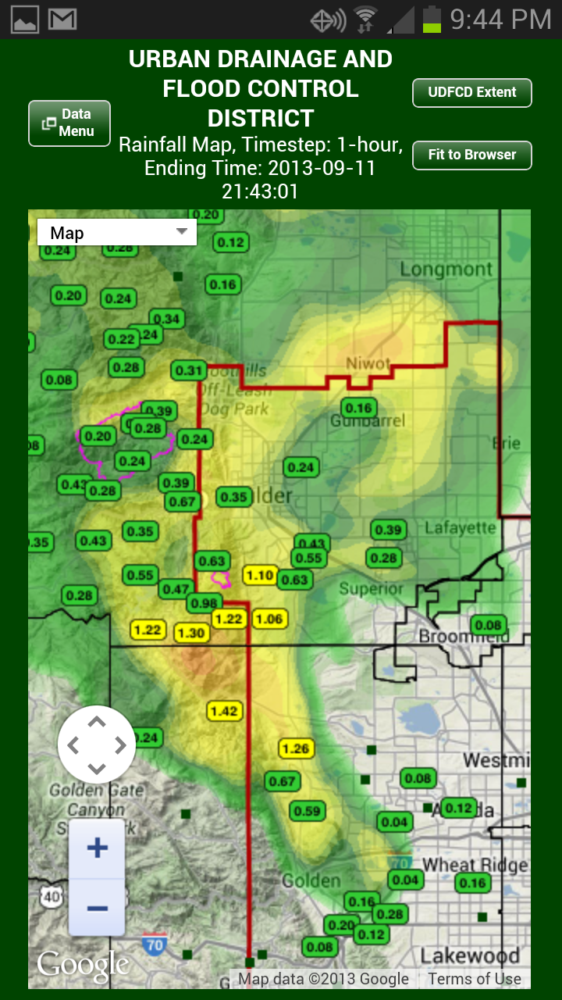 9:44 PM
URBAN DRAINAGE AND
FLOOD CONTROL
DISTRICT
Rainfall Map, Timestep: 1-hour,
Ending Time: 2013-09-11
21:43:01
Data
Menu
UDFCD Extent
Fit to Browser
Map
0.20
0.12
0.24
0.28
Longmont
0.16
0.20
0.24
0.34
0.22
.24
0.28
0.31
Niwot
0.08
oothills
Off-Leash
Dog Park
0.39
0.16
0.28
Gunbarrel
0.20
0.24
08
Erie
0.24
0.24
0.43
0.28
0.39
0.67
0.35
lder
0.35
0.39
Lafayette
.35
0.43
0.43
0.63
0.55
0.28
0.55
1.10
0.63
0.47
Superior
0.28
0.98
1.22
1.06
1.22
1.30
0.08
Broomfield
1.42
0.24
1.26
Westmi
0.67
0.08
Golden Gate
Canyon
S
rk
0.59
0.12
A
da
0.04
+
70
Wheat Ridge
Golden
0.04
0.16
40
0.16
0.28
0.20
0.12
−
70
0.08
Lakewood
Google
Map data ©2013 Google
Terms of Use